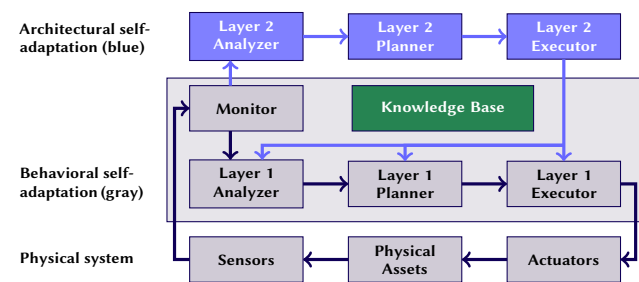 Architectural self-
adaptation (blue)
Layer 2
Analyzer
Layer 2
Planner
Layer 2
Executor
Monitor
Knowledge Base
Behavioral self-
adaptation (gray)
Layer 1
Analyzer
Layer 1
Planner
Layer 1
Executor
Physical system
Sensors
Physical
Assets
Actuators